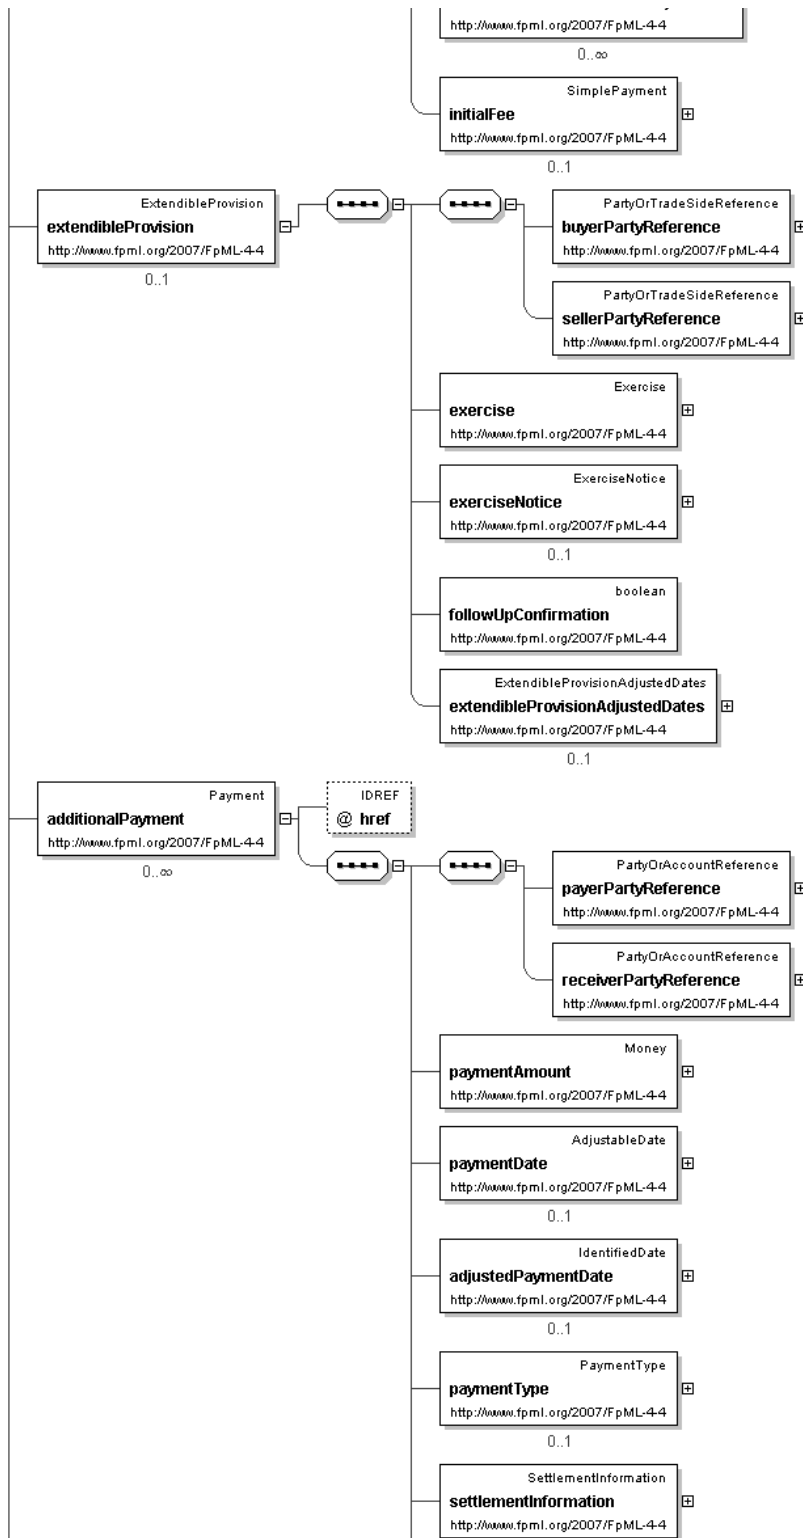 http://www.fpml.org/2007/FpML-4-4
0..∞
SimplePayment
initialFee
http://www.fpml.org/2007/FpML-4-4
0..1
ExtendibleProvision
extendibleProvision
http://www.fpml.org/2007/FpML-4-4
0..1
PartyOrTradeSideReference
buyerPartyReference
http://www.fpml.org/2007/FpML-4-4
PartyOrTradeSideReference
sellerPartyReference
http://www.fpml.org/2007/FpML-4-4
Exercise
exercise
http://www.fpml.org/2007/FpML-4-4
ExerciseNotice
exerciseNotice
http://www.fpml.org/2007/FpML-4-4
0..1
boolean
followUpConfirmation
http://www.fpml.org/2007/FpML-4-4
ExtendibleProvisionAdjustedDates
extendibleProvisionAdjustedDates
http://www.fpml.org/2007/FpML-4-4
0..1
Payment
additionalPayment
http://www.fpml.org/2007/FpML-4-4
0..∞
IDREF
@ href
PartyOrAccountReference
payerPartyReference
http://www.fpml.org/2007/FpML-4-4
PartyOrAccountReference
receiverPartyReference
http://www.fpml.org/2007/FpML-4-4
Money
paymentAmount
http://www.fpml.org/2007/FpML-4-4
AdjustableDate
paymentDate
http://www.fpml.org/2007/FpML-4-4
0..1
IdentifiedDate
adjustedPaymentDate
http://www.fpml.org/2007/FpML-4-4
0..1
PaymentType
paymentType
http://www.fpml.org/2007/FpML-4-4
0..1
SettlementInformation
settlementInformation
http://www.fpml.org/2007/FpML-4-4